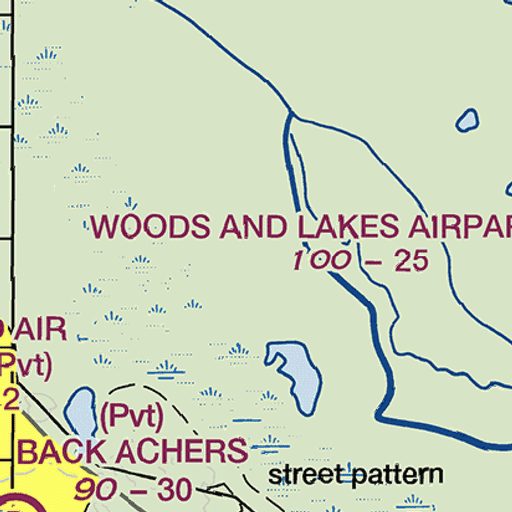 WOODS AND LAKES AIRPAR
100 - 25
AIR
Pvt)
2
(Pvt)
BACK ACHERS
90 - 30
street pattern